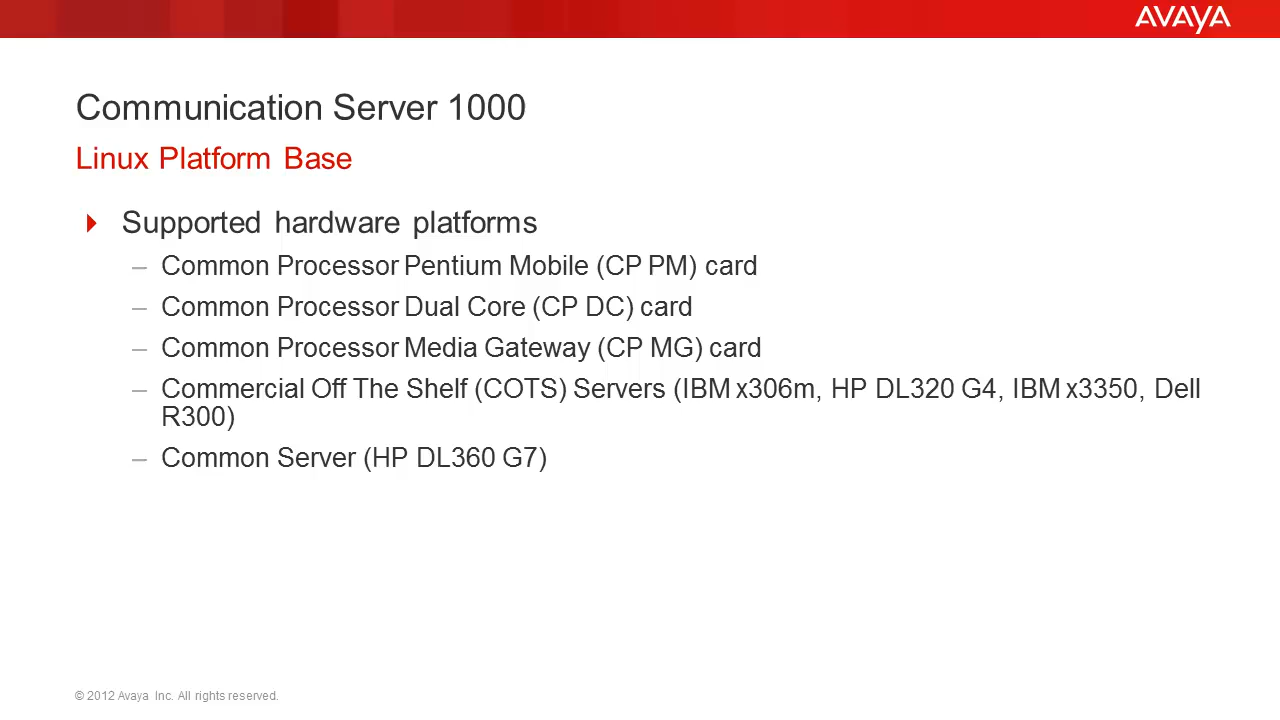 AVAYA
Communication Server 1000
Linux Platform Base
Supported hardware platforms
– Common Processor Pentium Mobile (CP PM) card
– Common Processor Dual Core (CP DC) card
– Common Processor Media Gateway (CP MG) card
– Commercial Off The Shelf (COTS) Servers (IBM x306m, HP DL320 G4, IBM x3350, Dell
R300)
– Common Server (HP DL360 G7)
© 2012 Avaya Inc. All rights reserved.